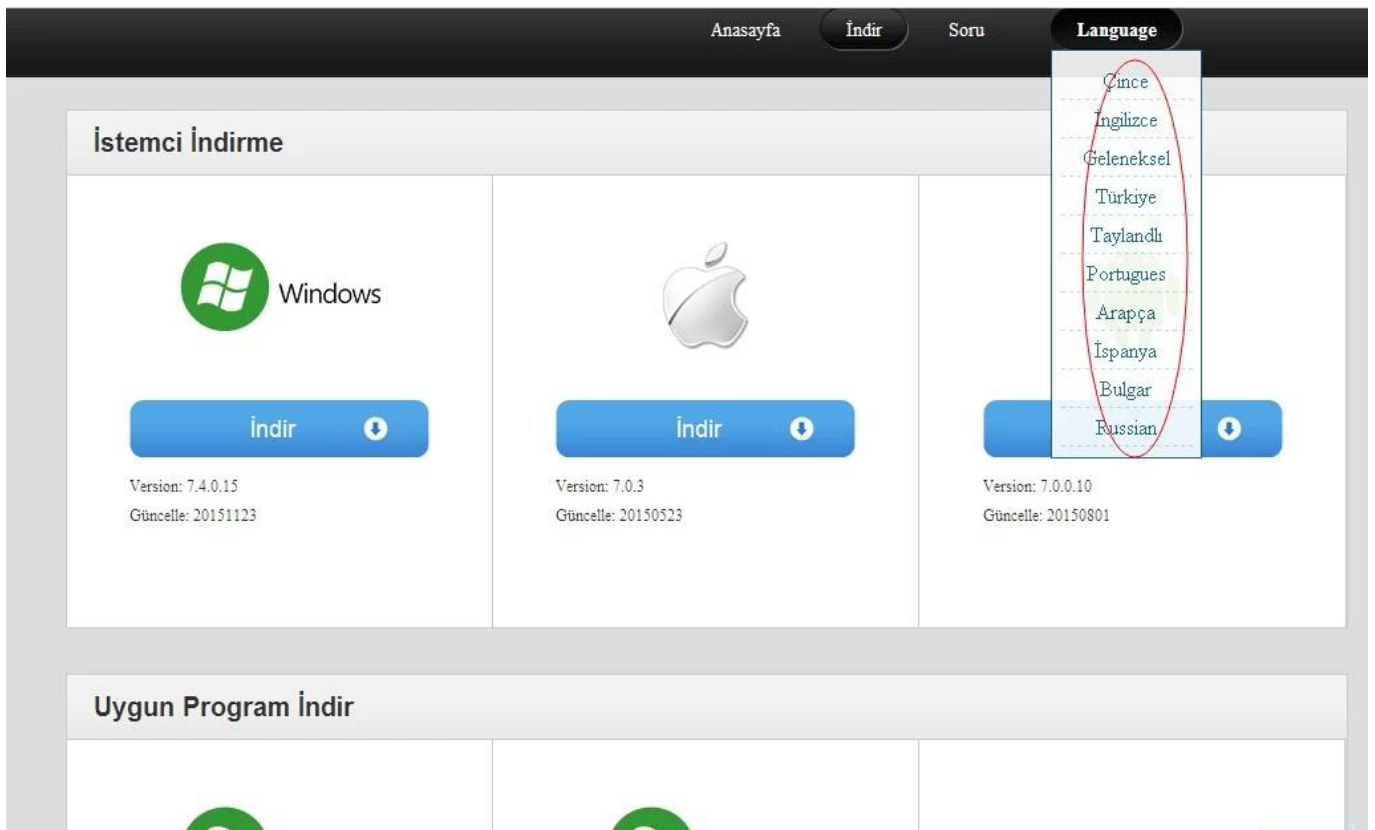 Anasayfa İndir Soru Language
Çince
İngilizce
Geleneksel
Türkiye
Taylandlı
Portugues
Arapça
İspanya
Bulgar
Russian
İstemci İndirme
Windows
İndir
İndir
Version: 7.4.0.15
Güncelle: 20151123
Version: 7.0.3
Güncelle: 20150523
Version: 7.0.0.10
Güncelle: 20150801
Uygun Program İndir